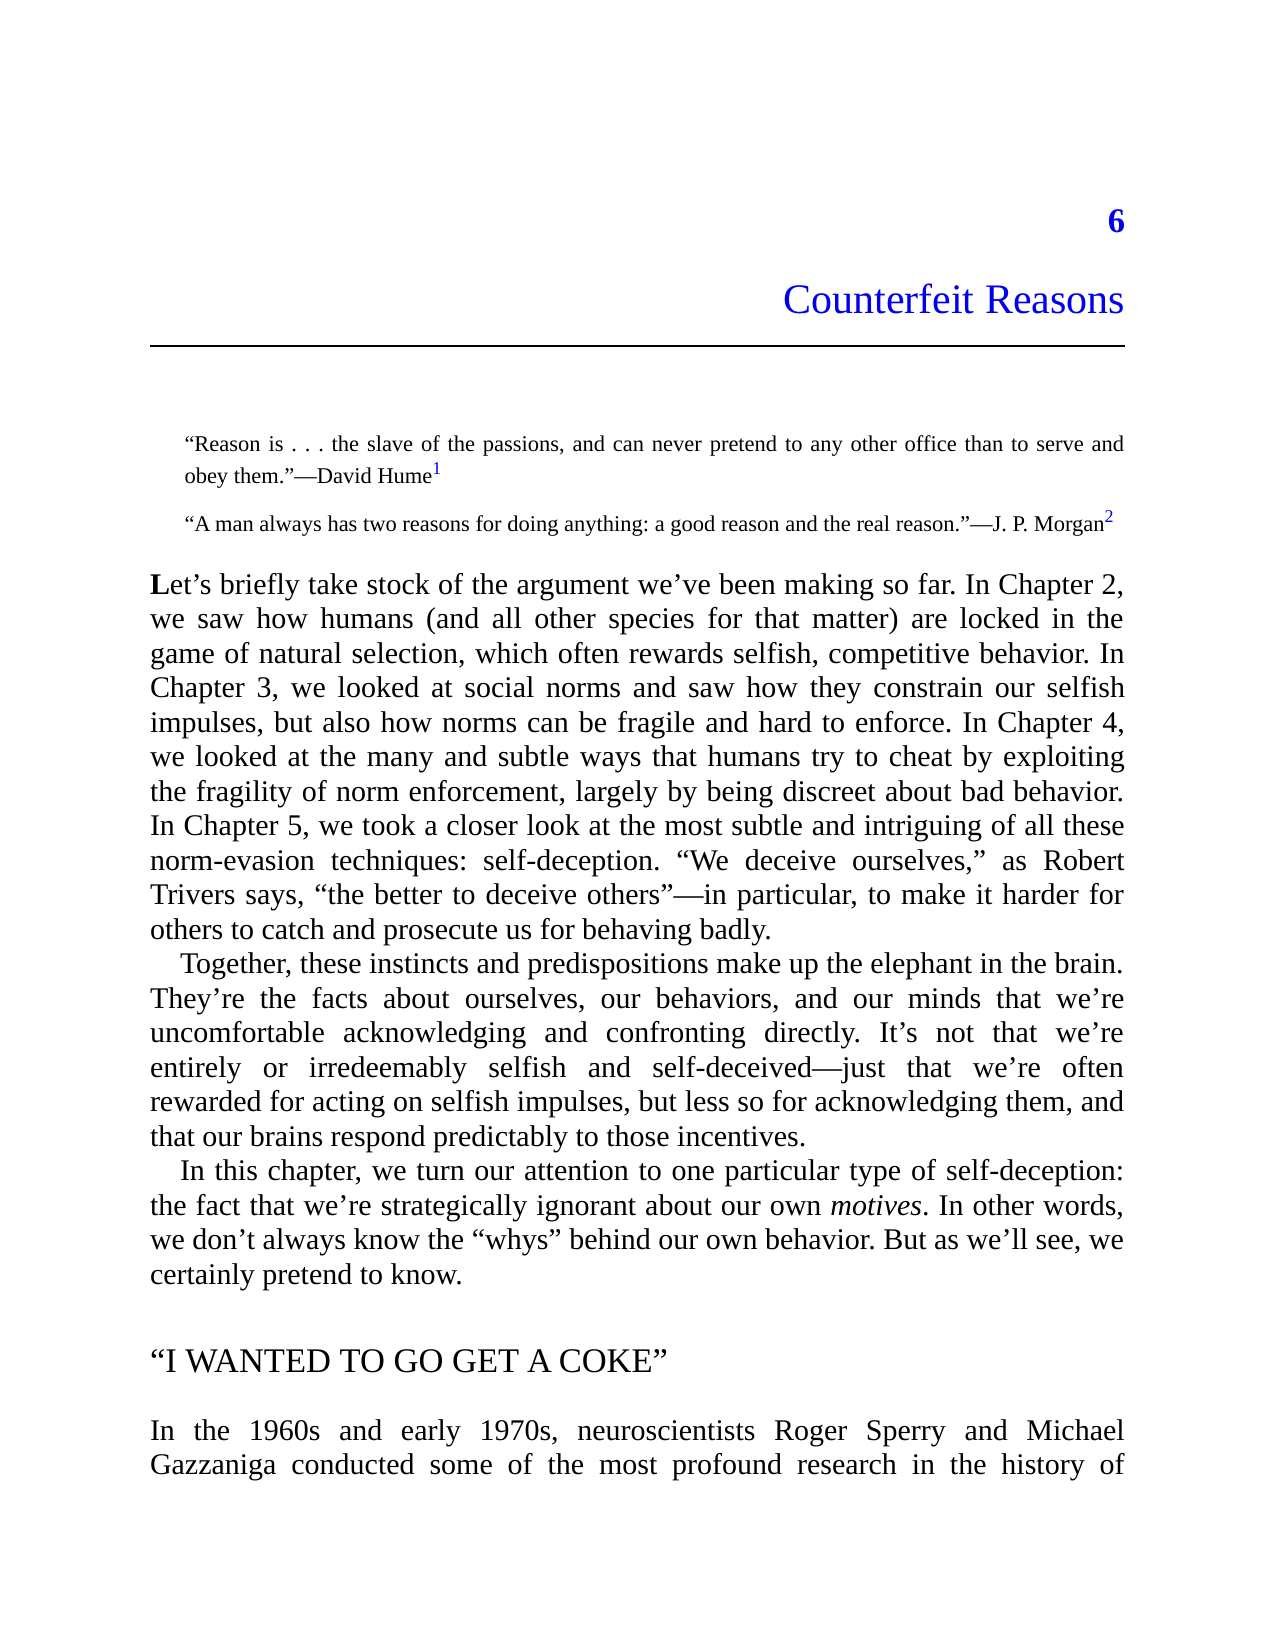 6
Counterfeit Reasons
“Reason is . . . the slave of the passions, and can never pretend to any other office than to serve and
obey them.”—David Hume1
“A man always has two reasons for doing anything: a good reason and the real reason.”—J. P. Morgan2
Let’s briefly take stock of the argument we’ve been making so far. In Chapter 2,
we saw how humans (and all other species for that matter) are locked in the
game of natural selection, which often rewards selfish, competitive behavior. In
Chapter 3, we looked at social norms and saw how they constrain our selfish
impulses, but also how norms can be fragile and hard to enforce. In Chapter 4,
we looked at the many and subtle ways that humans try to cheat by exploiting
the fragility of norm enforcement, largely by being discreet about bad behavior.
In Chapter 5, we took a closer look at the most subtle and intriguing of all these
norm-evasion techniques: self-deception. “We deceive ourselves,” as Robert
Trivers says, “the better to deceive others”—in particular, to make it harder for
others to catch and prosecute us for behaving badly.
Together, these instincts and predispositions make up the elephant in the brain.
They’re the facts about ourselves, our behaviors, and our minds that we’re
uncomfortable acknowledging and confronting directly. It’s not that we’re
entirely or irredeemably selfish and self-deceived—just that we’re often
rewarded for acting on selfish impulses, but less so for acknowledging them, and
that our brains respond predictably to those incentives.
In this chapter, we turn our attention to one particular type of self-deception:
the fact that we’re strategically ignorant about our own motives. In other words,
we don’t always know the “whys” behind our own behavior. But as we’ll see, we
certainly pretend to know.
“I WANTED TO GO GET A COKE”
In the 1960s and early 1970s, neuroscientists Roger Sperry and Michael
Gazzaniga conducted some of the most profound research in the history of